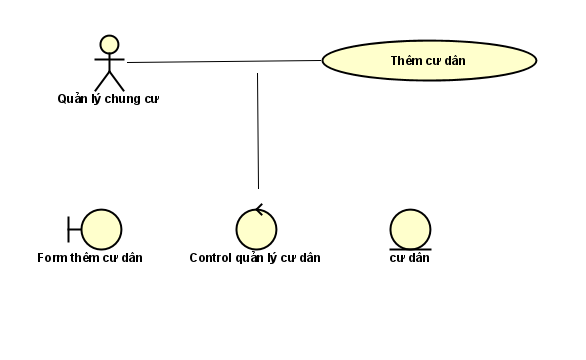 Thêm cư dân
Quản lý chung cư
Form thêm cư dân
Control quản lý cư dân
cư dân